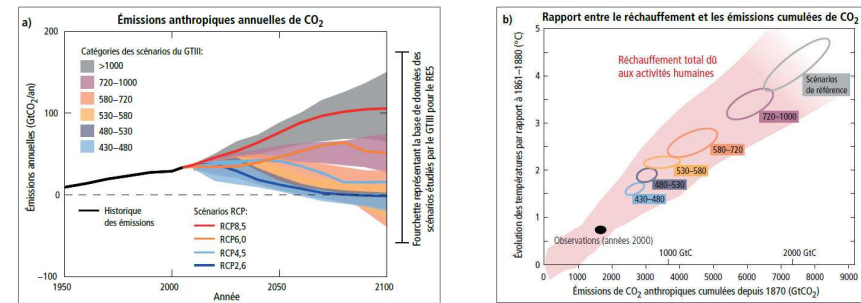 a)
Émissions anthropiques annuelles de CO2
200
100
0
−100
Émissions annuelles (GtCO2/an)
Catégories des scénarios du GTIII:
>1000
720–1000
580–720
530–580
480–530
430–480
Historique
des émissions
Scénarios RCP:
RCP8,5
RCP6,0
RCP4,5
RCP2,6
1950
2000
2050
2100
Année
Fourchette représentant la base de données des
scénarios étudiés par le GTIII pour le RE5
b)
Rapport entre le réchauffement et les émissions cumulées de CO2
5
4
3
2
1
0
Évolution des températures par rapport à 1861–1880 (°C)
Réchauffement total dû
aux activités humaines
Scénarios
de référence
720–1000
580–720
530–580
480–530
430–480
Observations (années 2000)
1000 GtC
2000 GtC
0
1000
2000
3000
4000
5000
6000
7000
8000
9000
Émissions de CO2 anthropiques cumulées depuis 1870 (GtCO2)